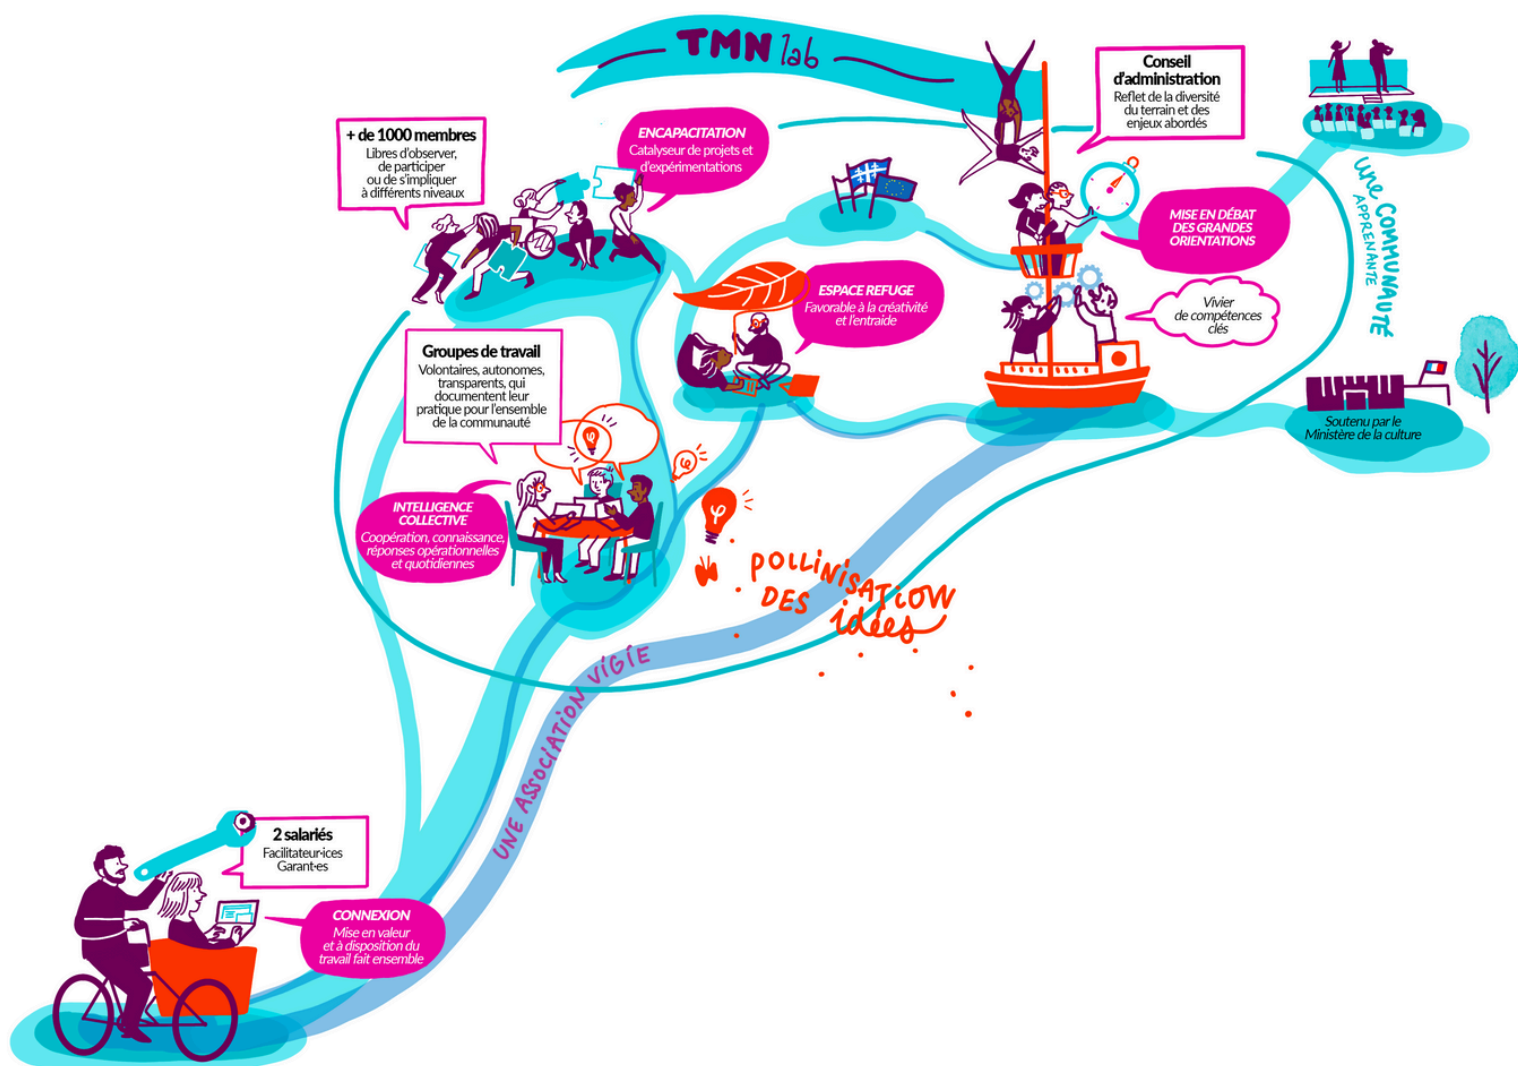 TMN lab
Conseil
d'administration
Reflet de la diversité
du terrain et des
enjeux abordés
+ de 1000 membres
Libres d'observer,
de participer
ou de s'impliquer
à différents niveaux
ENCAPACITATION
Catalyseur de projets et
d'expérimentations
UNE COMMUNAUTÉ
APPRENANTE
MISE EN DÉBAT
DES GRANDES
ORIENTATIONS
ESPACE REFUGE
Favorable à la créativité
et l'entraide
Vivier
de compétences
clés
Groupes de travail
Volontaires, autonomes,
transparents, qui
documentent leur
pratique pour l'ensemble
de la communauté
Soutenu par le
Ministère de la culture
INTELLIGENCE
COLLECTIVE
Coopération, connaissance,
réponses opérationnelles
et quotidiennes
POLLINISATION
DES idées
UNE ASSOCIATION VIGIE
2 salariés
Facilitateur·ices
Garant·es
CONNEXION
Mise en valeur
et à disposition du
travail fait ensemble